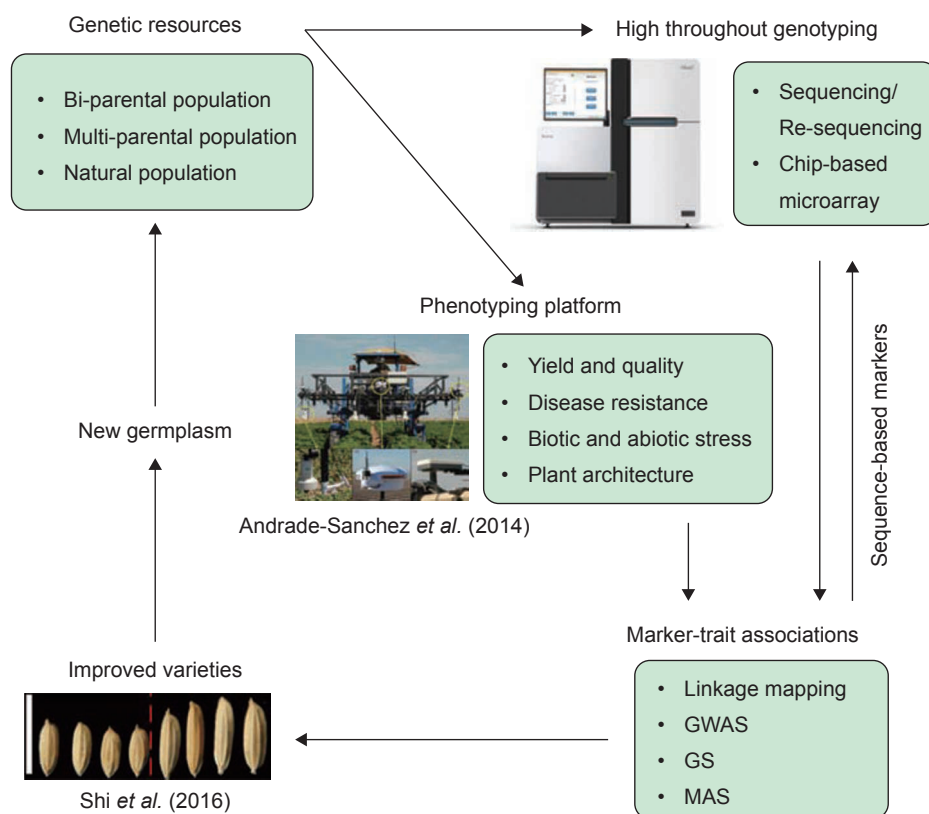 Genetic resources
• Bi-parental population
• Multi-parental population
• Natural population
High throughout genotyping
• Sequencing/
Re-sequencing
• Chip-based
microarray
Phenotyping platform
• Yield and quality
• Disease resistance
• Biotic and abiotic stress
• Plant architecture
Andrade-Sanchez et al. (2014)
Sequence-based markers
New germplasm
Marker-trait associations
• Linkage mapping
• GWAS
• GS
• MAS
Improved varieties
Shi et al. (2016)